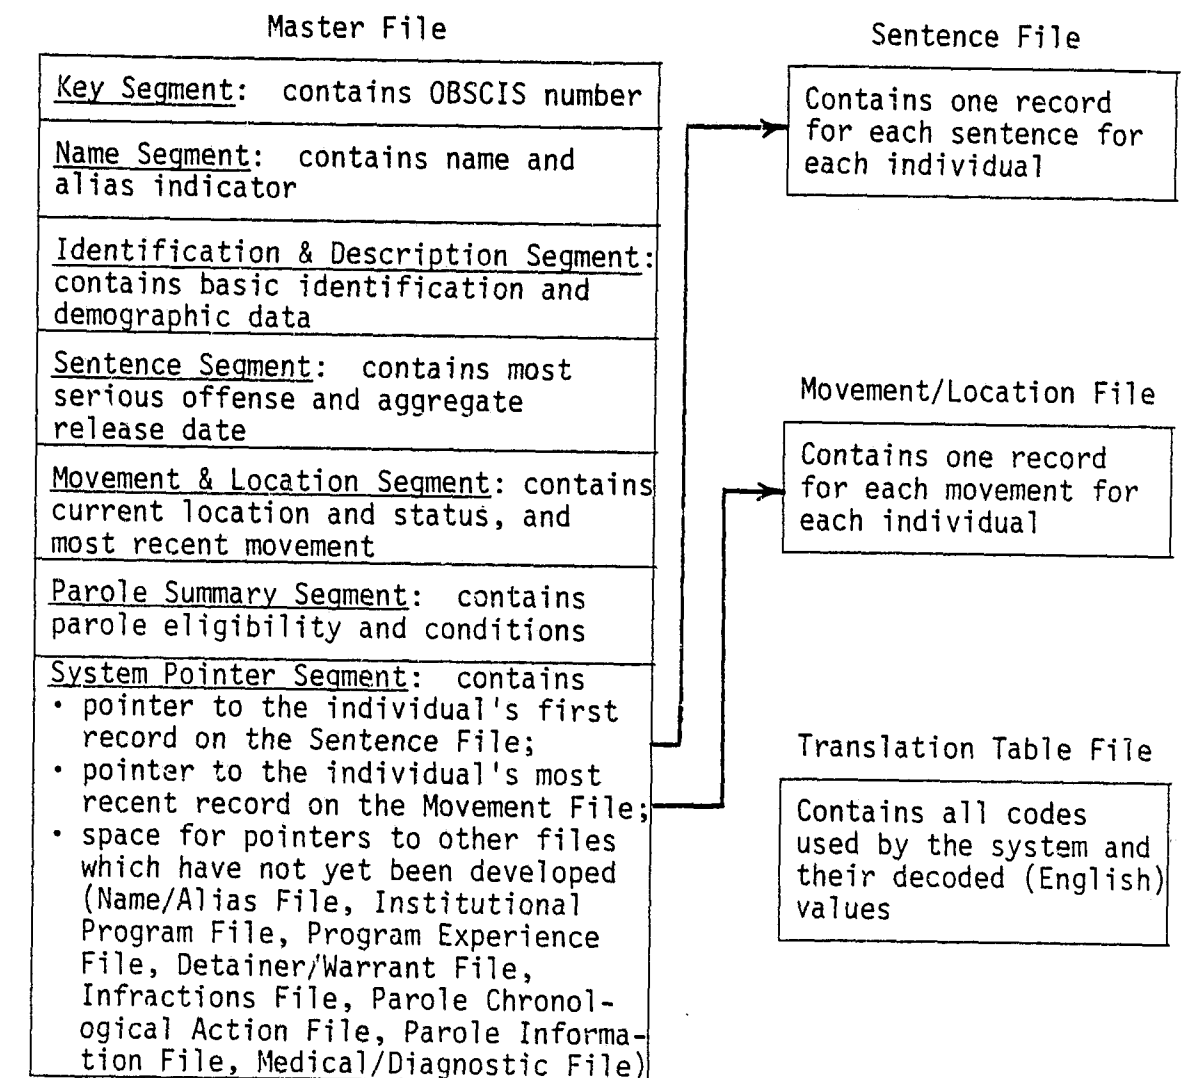 Master File
Key Segment: contains OBSCIS number
Name Segment: contains name and
alias indicator
Identification & Description Segment:
contains basic identification and
demographic data
Sentence Segment: contains most
serious offense and aggregate
release date
Movement & Location Segment: contains
current location and status, and
most recent movement
Parole Summary Segment: contains
parole eligibility and conditions
System Pointer Segment: contains
• pointer to the individual's first
record on the Sentence File;
• pointer to the individual's most
recent record on the Movement File;
• space for pointers to other files
which have not yet been developed
(Name/Alias File, Institutional
Program File, Program Experience
File, Detainer/Warrant File,
Infractions File, Parole Chronol-
ogical Action File, Parole Informa-
tion File, Medical/Diagnostic File)
Sentence File
Contains one record
for each sentence for
each individual
Movement/Location File
Contains one record
for each movement for
each individual
Translation Table File
Contains all codes
used by the system and
their decoded (English)
values